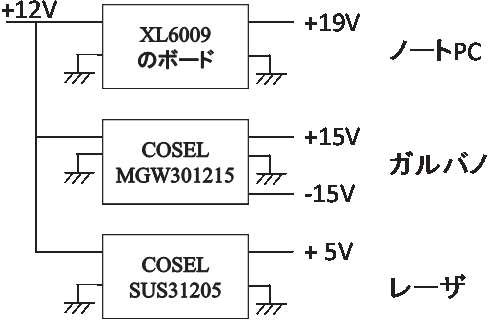 +12V
XL6009
のボード
+19V
ノートPC
COSEL
MGW301215
+15V
-15V
ガルバノ
COSEL
SUS31205
+ 5V
レーザ